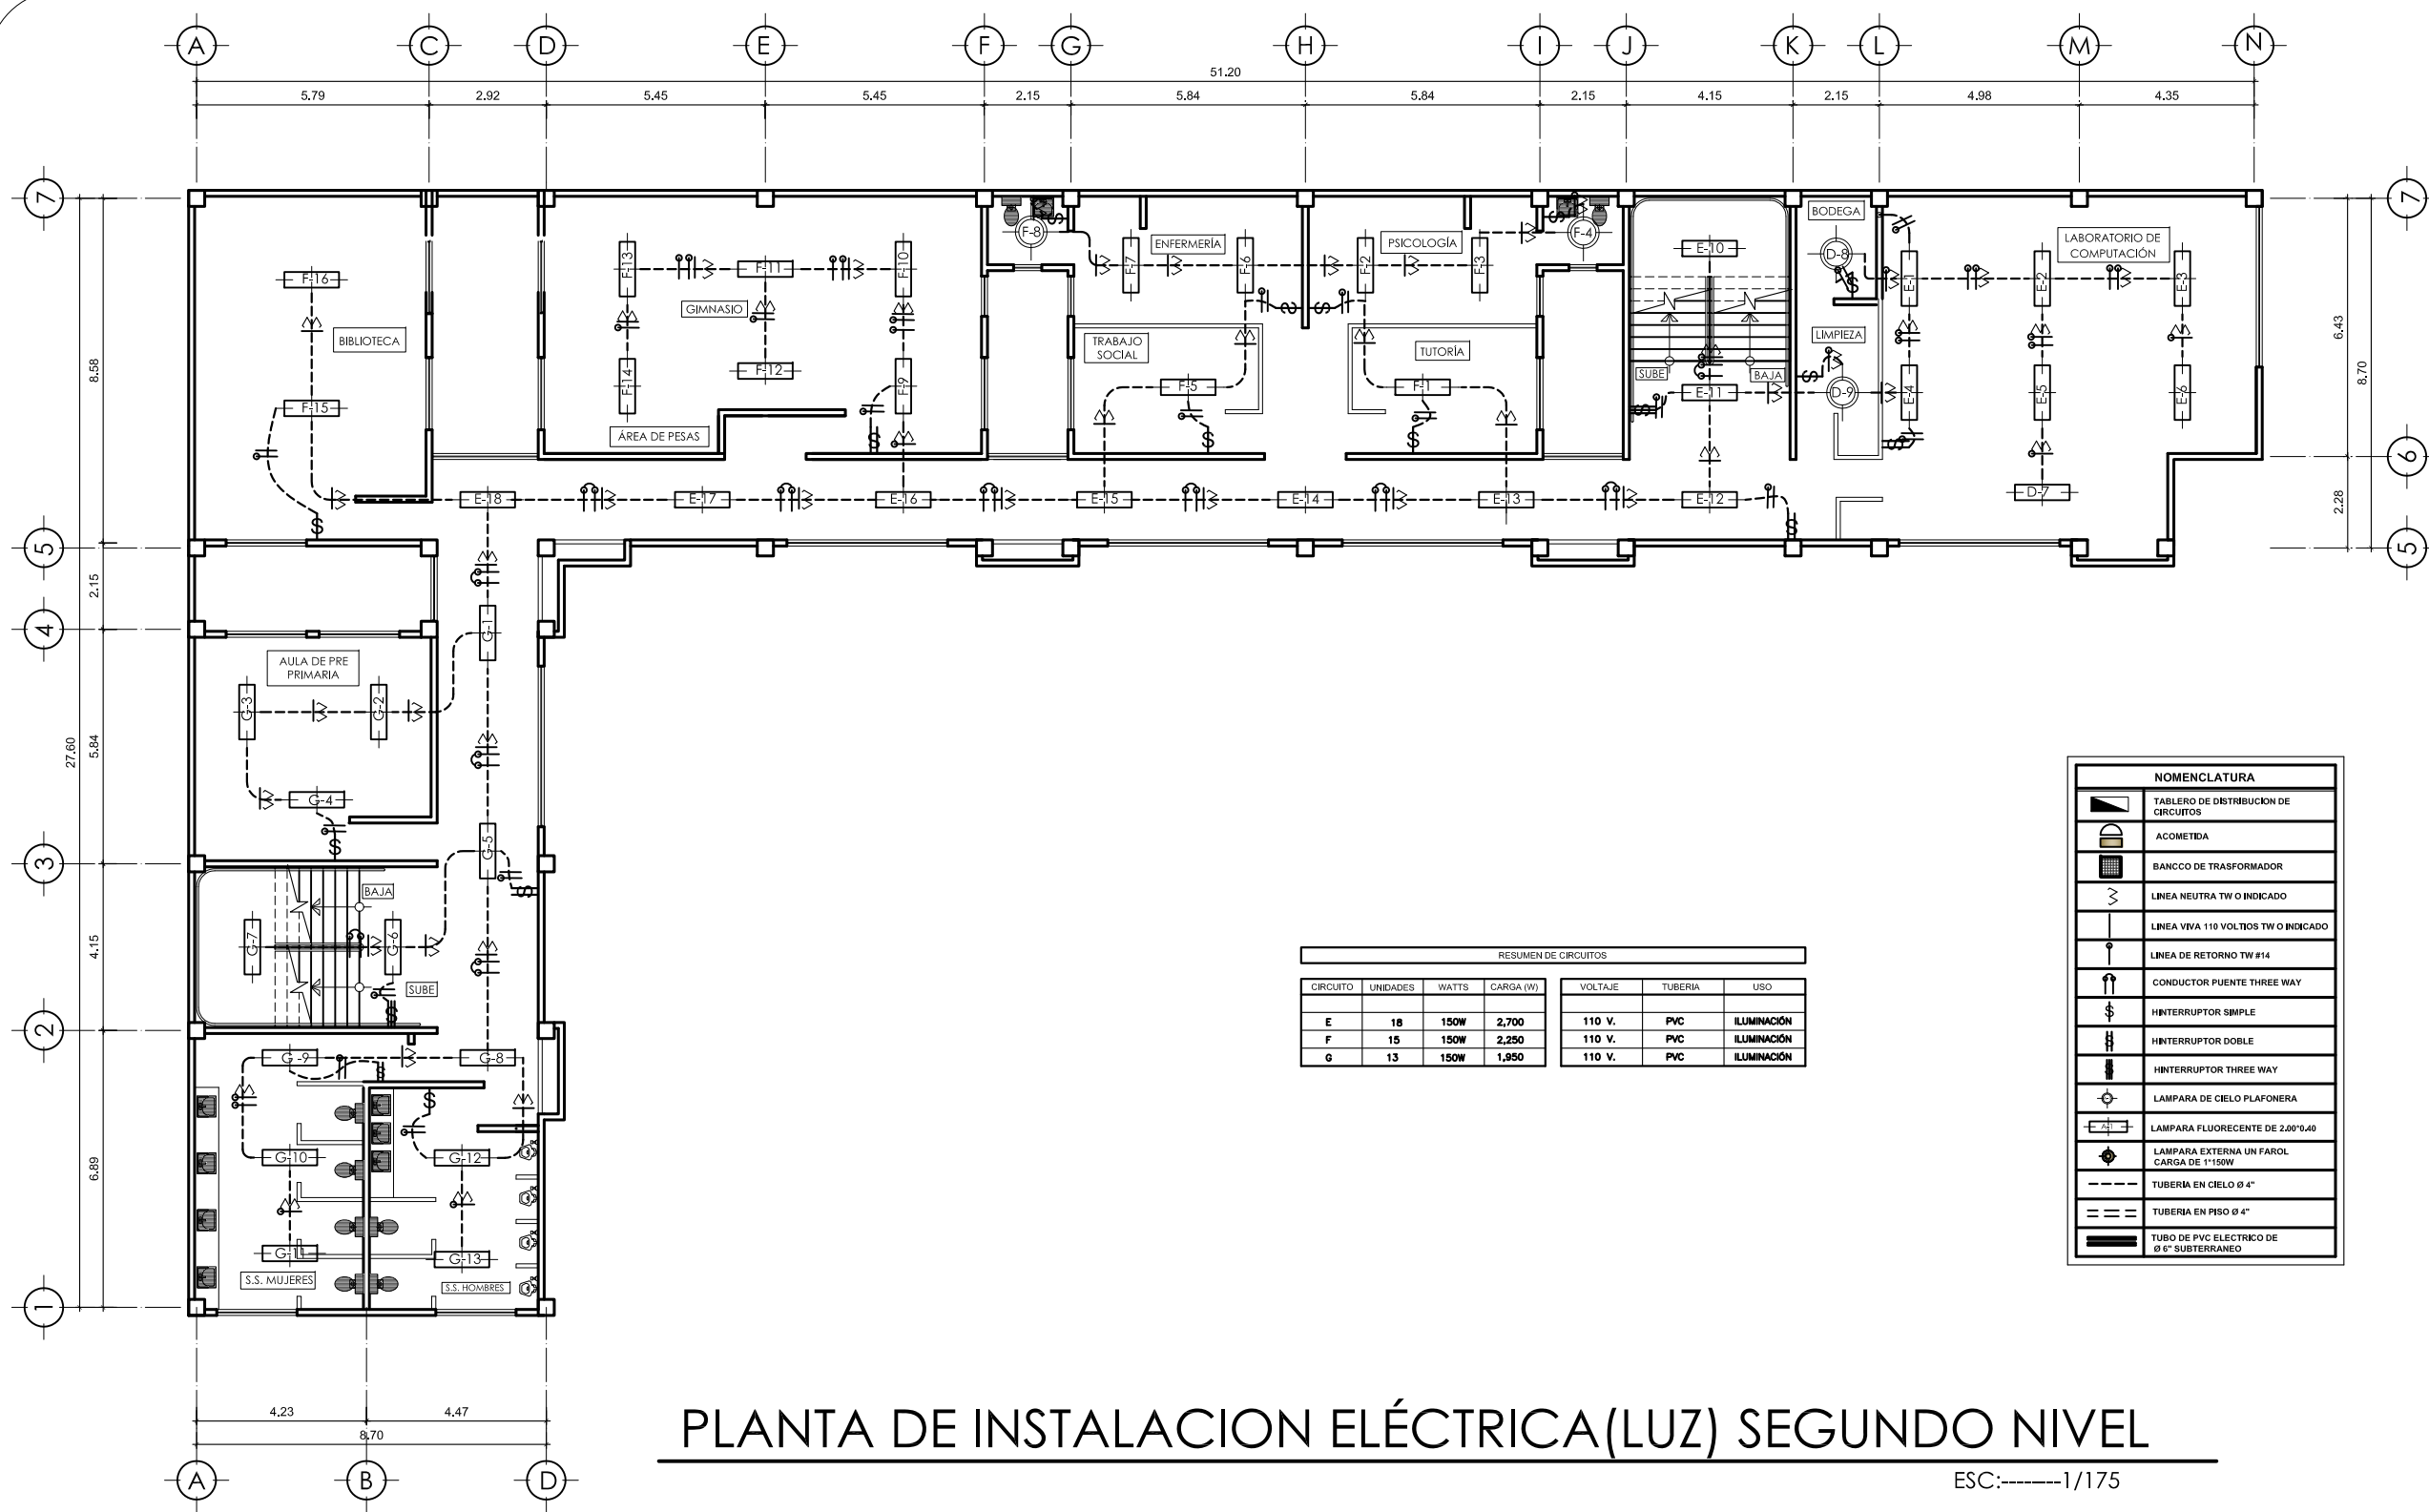 A C D E F G H I J K L M N
51.20
5.79 2.92 5.45 5.45 2.15 5.84 5.84 2.15 4.15 2.15 4.98 4.35
7 7
BODEGA
F-8 F-4
ENFERMERÍA PSICOLOGÍA LABORATORIO DE
COMPUTACIÓN
F-16 F-13 F-11 F-10 F-7 F-6 F-2 F-3 E-10 D-8 E-1 E-2 E-3
GIMNASIO
BIBLIOTECA
TRABAJO
SOCIAL
TUTORÍA
LIMPIEZA
8.58 6.43 8.70
F-14 F-12 F-9 F-5 F-1
SUBE E-11 BAJA D-9 E-4 E-5 E-6
F-15
ÁREA DE PESAS
6
E-18 E-17 E-16 E-15 E-14 E-13 E-12 D-7
2.28
5 5
2.15
4
G-1
AULA DE PRE
PRIMARIA
G-3 G-2
27.60 5.84
G-4
3
G-5
BAJA
4.15
G-7 G-6
SUBE
2
G -9 G-8
6.89
G-10 G-12
G-11 G-13
S.S. MUJERES S.S. HOMBRES
1
4.23 4.47
8.70
A B D
RESUMEN DE CIRCUITOS
CIRCUITO UNIDADES WATTS CARGA (W) VOLTAJE TUBERIA USO
E 18 150W 2,700 110 V. PVC ILUMINACIÓN
F 15 150W 2,250 110 V. PVC ILUMINACIÓN
G 13 150W 1,950 110 V. PVC ILUMINACIÓN
NOMENCLATURA
TABLERO DE DISTRIBUCION DE
CIRCUITOS
ACOMETIDA
BANCCO DE TRASFORMADOR
LINEA NEUTRA TW O INDICADO
LINEA VIVA 110 VOLTIOS TW O INDICADO
LINEA DE RETORNO TW #14
CONDUCTOR PUENTE THREE WAY
HINTERRUPTOR SIMPLE
HINTERRUPTOR DOBLE
HINTERRUPTOR THREE WAY
LAMPARA DE CIELO PLAFONERA
A-1 LAMPARA FLUORECENTE DE 2.00*0.40
LAMPARA EXTERNA UN FAROL
CARGA DE 1*150W
TUBERIA EN CIELO Ø 4"
TUBERIA EN PISO Ø 4"
TUBO DE PVC ELECTRICO DE
Ø 6" SUBTERRANEO
PLANTA DE INSTALACION ELÉCTRICA(LUZ) SEGUNDO NIVEL
ESC:--------1/175